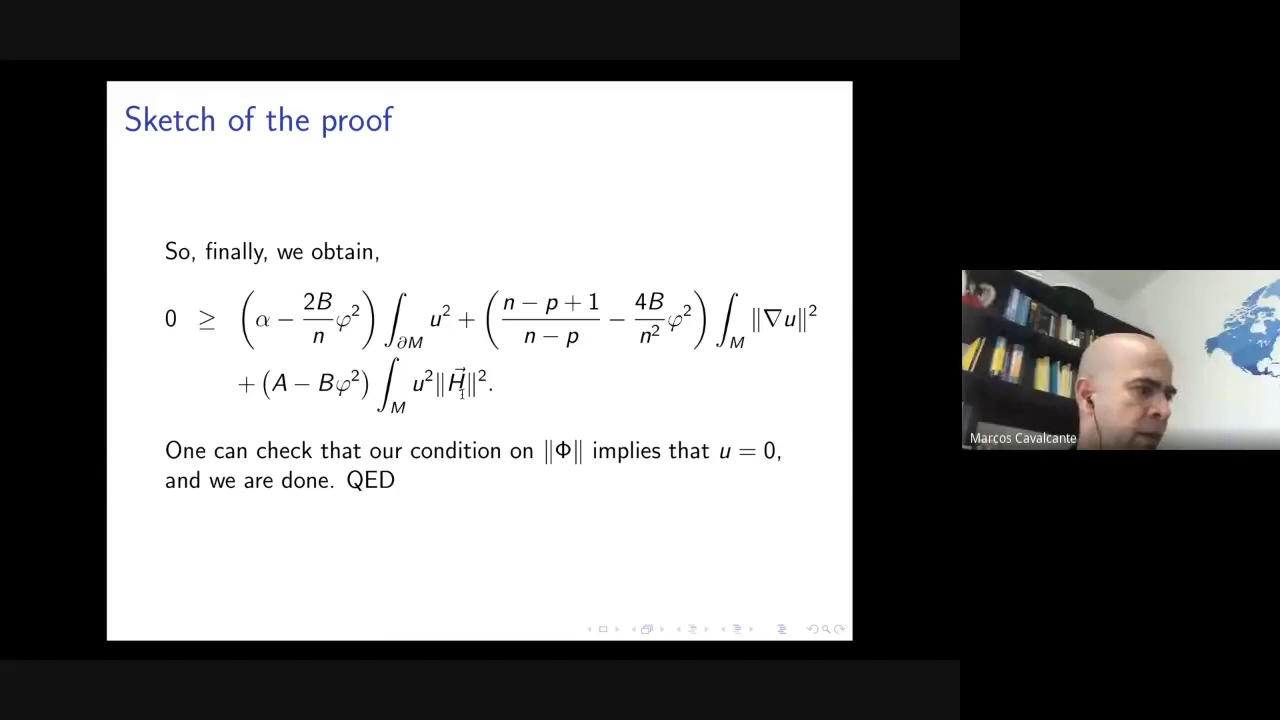 Sketch of the proof
So, finally, we obtain,
0 ≥ (α − 2B/n φ²) ∫_{∂M} u² + ((n − p + 1)/(n − p) − 4B/n² φ²) ∫_M ‖∇u‖²
+ (A − Bφ²) ∫_M u²‖H⃗‖².
One can check that our condition on ‖Φ‖ implies that u = 0,
and we are done. QED
Marcos Cavalcante